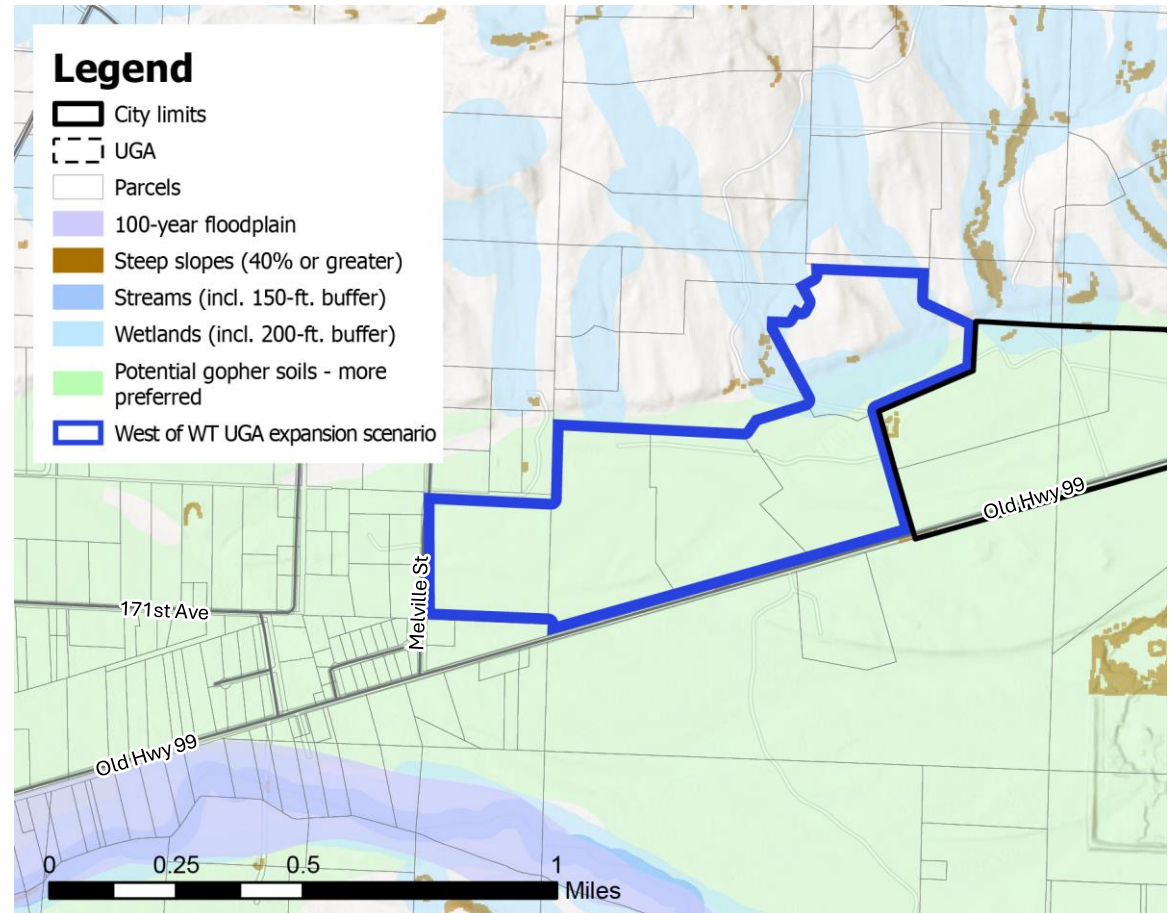 Legend
City limits
UGA
Parcels
100-year floodplain
Steep slopes (40% or greater)
Streams (incl. 150-ft. buffer)
Wetlands (incl. 200-ft. buffer)
Potential gopher soils - more
preferred
West of WT UGA expansion scenario
Old Hwy 99
Melville St
171st Ave
Old Hwy 99
0 0.25 0.5 1
Miles